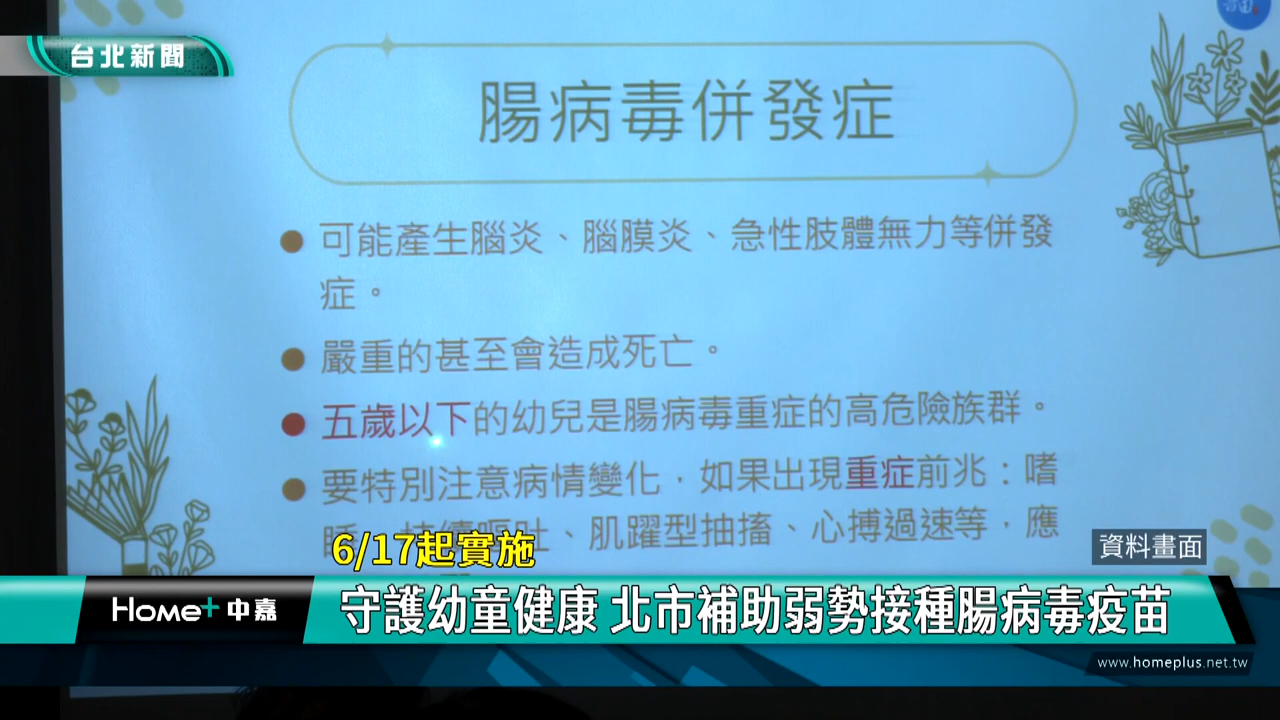 台北新聞
腸病毒併發症
可能產生腦炎、腦膜炎、急性肢體無力等併發
症。
嚴重的甚至會造成死亡。
五歲以下的幼兒是腸病毒重症的高危險族群。
要特別注意病情變化，如果出現重症前兆：嗜
睡、持續嘔吐、肌躍型抽搐、心搏過速等，應
6/17起實施
資料畫面
Home+中嘉
守護幼童健康 北市補助弱勢接種腸病毒疫苗
www.homeplus.net.tw